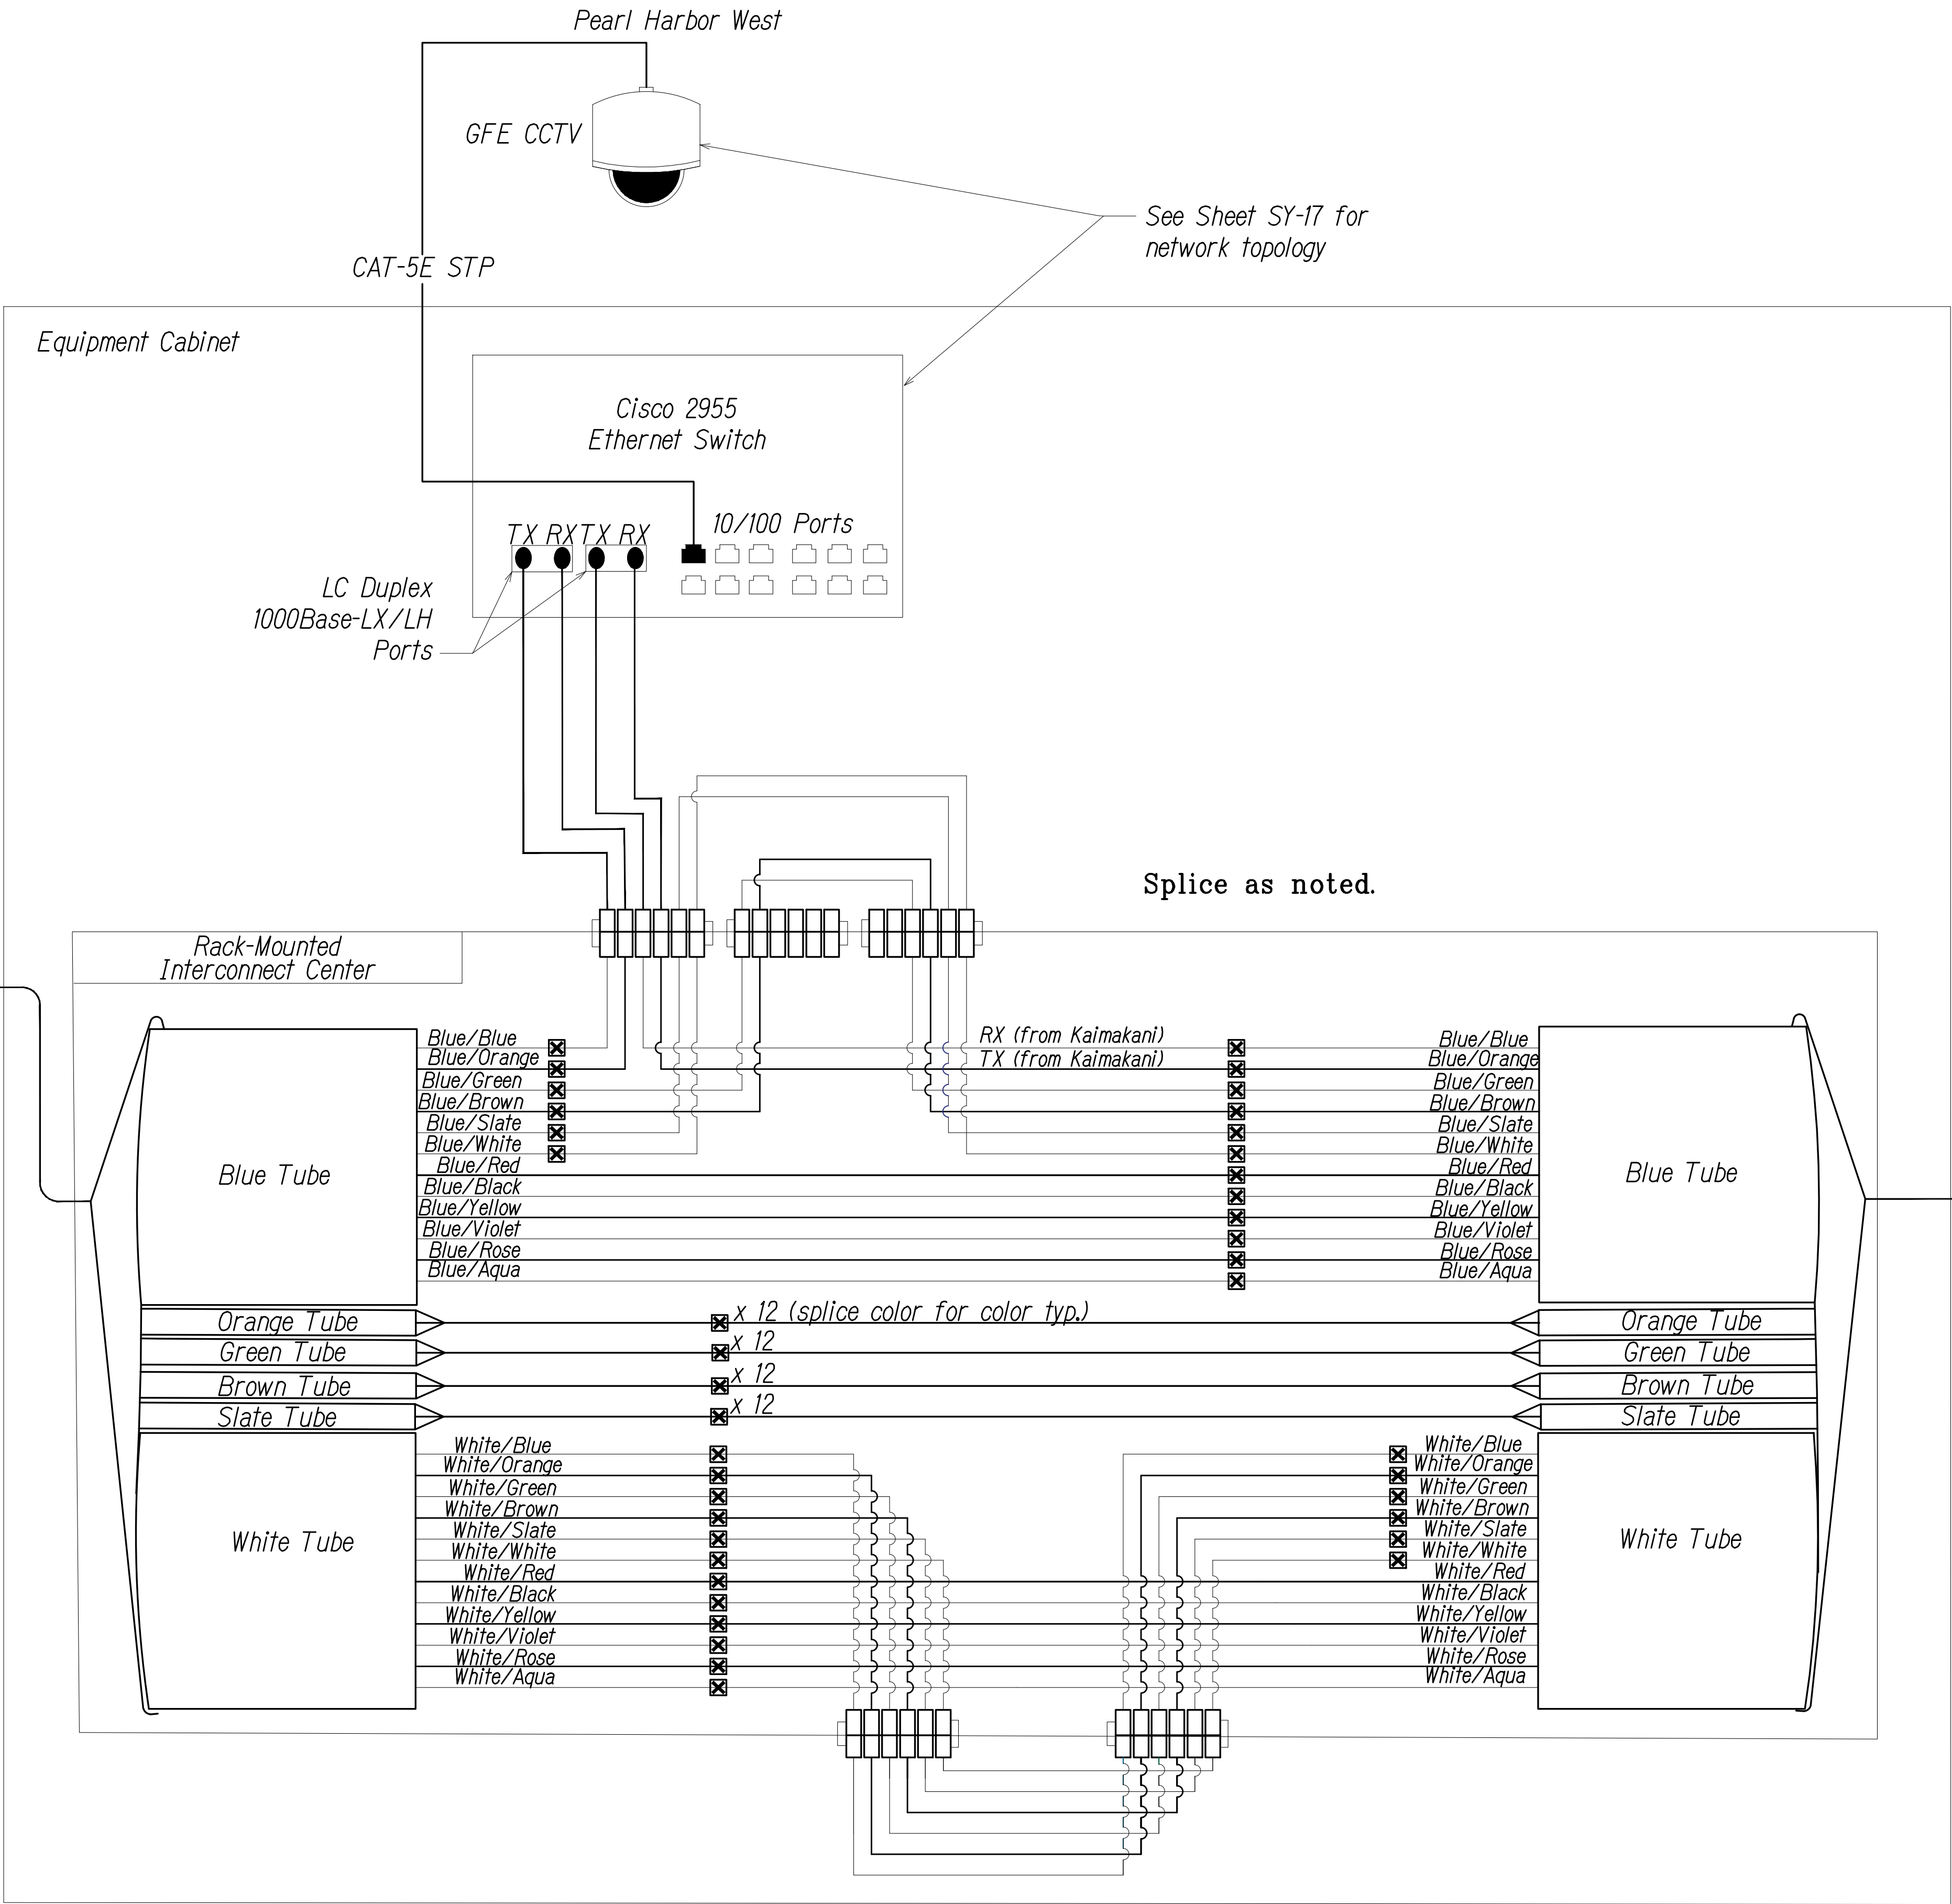 Pearl Harbor West
GFE CCTV
See Sheet SY-17 for
network topology
CAT-5E STP
Equipment Cabinet
Cisco 2955
Ethernet Switch
TX RX TX RX
10/100 Ports
LC Duplex
1000Base-LX/LH
Ports
Splice as noted.
Rack-Mounted
Interconnect Center
Blue Tube
Blue/Blue
Blue/Orange
Blue/Green
Blue/Brown
Blue/Slate
Blue/White
Blue/Red
Blue/Black
Blue/Yellow
Blue/Violet
Blue/Rose
Blue/Aqua
RX (from Kaimakani)
TX (from Kaimakani)
Blue/Blue
Blue/Orange
Blue/Green
Blue/Brown
Blue/Slate
Blue/White
Blue/Red
Blue/Black
Blue/Yellow
Blue/Violet
Blue/Rose
Blue/Aqua
Blue Tube
Orange Tube
x 12 (splice color for color typ.)
Orange Tube
Green Tube
x 12
Green Tube
Brown Tube
x 12
Brown Tube
Slate Tube
x 12
Slate Tube
White Tube
White/Blue
White/Orange
White/Green
White/Brown
White/Slate
White/White
White/Red
White/Black
White/Yellow
White/Violet
White/Rose
White/Aqua
White/Blue
White/Orange
White/Green
White/Brown
White/Slate
White/White
White/Red
White/Black
White/Yellow
White/Violet
White/Rose
White/Aqua
White Tube